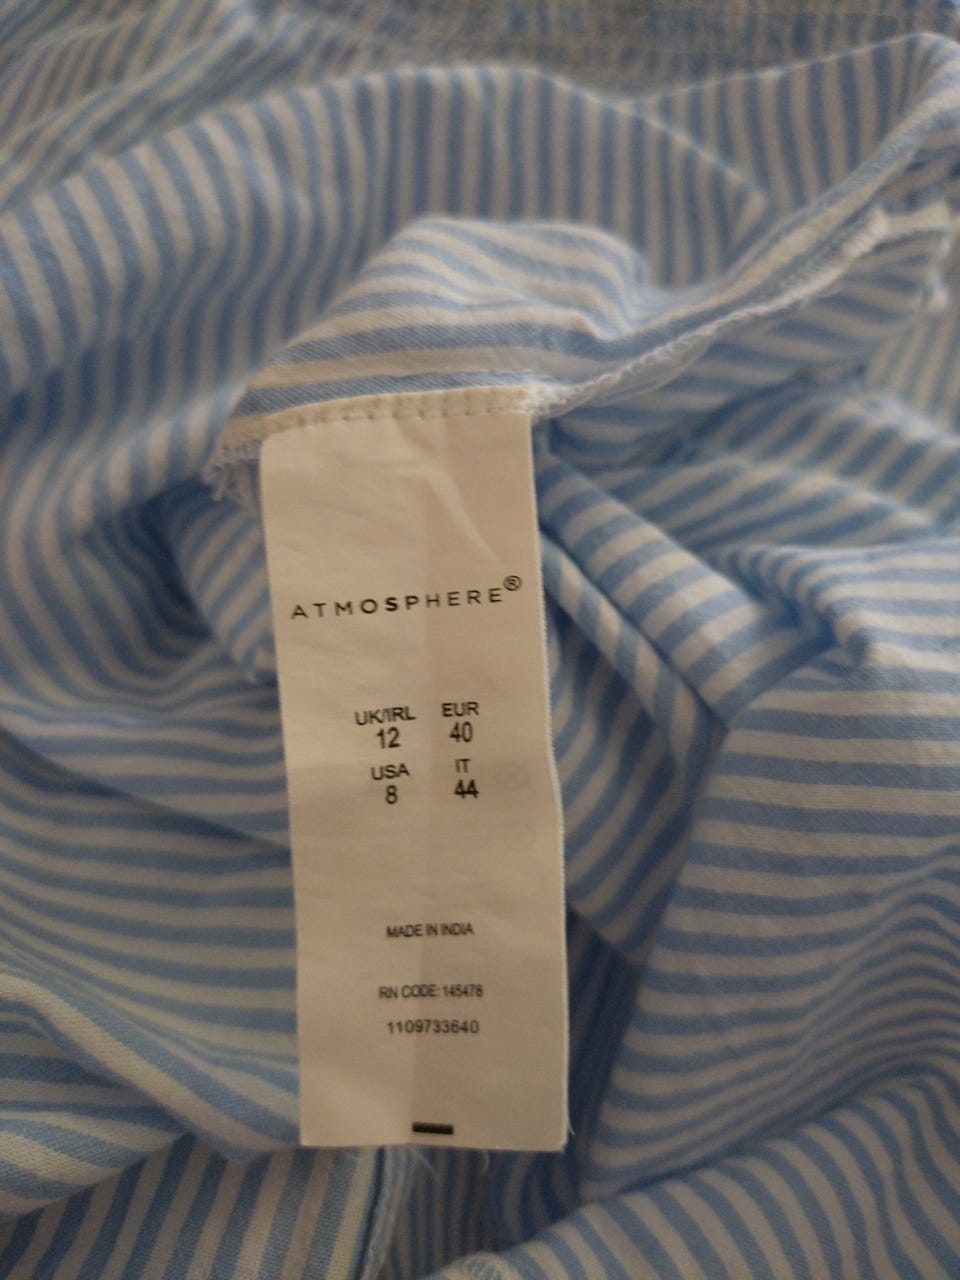 ATMOSPHERE®
UK/IRL EUR
12 40
USA IT
8 44
MADE IN INDIA
RN CODE: 145478
1109733640